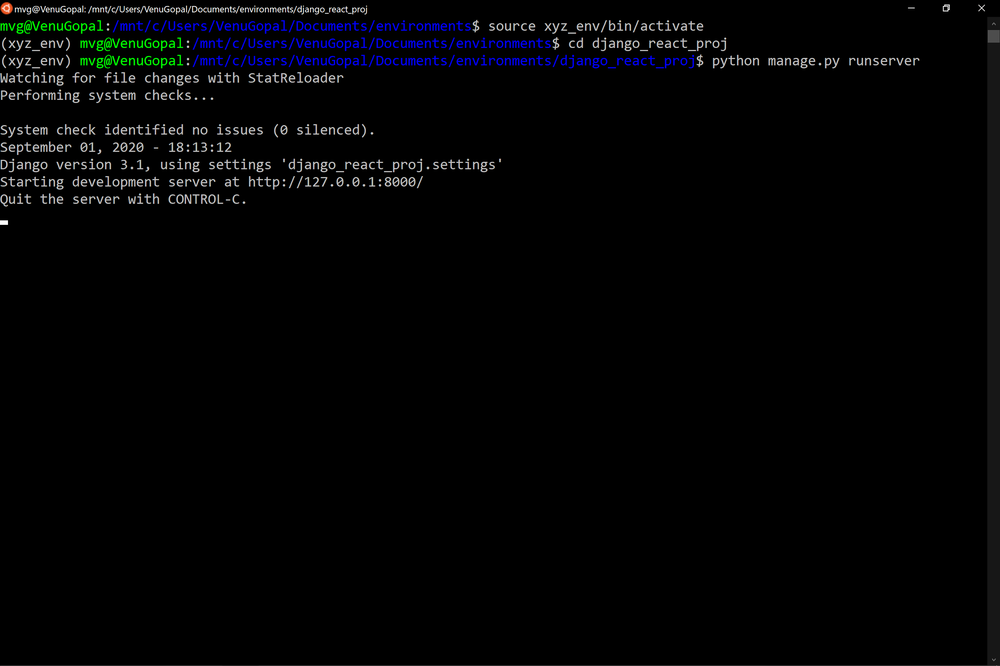 mvg@VenuGopal: /mnt/c/Users/VenuGopal/Documents/environments/django_react_proj
mvg@VenuGopal:/mnt/c/Users/VenuGopal/Documents/environments$ source xyz_env/bin/activate
(xyz_env) mvg@VenuGopal:/mnt/c/Users/VenuGopal/Documents/environments$ cd django_react_proj
(xyz_env) mvg@VenuGopal:/mnt/c/Users/VenuGopal/Documents/environments/django_react_proj$ python manage.py runserver
Watching for file changes with StatReloader
Performing system checks...
System check identified no issues (0 silenced).
September 01, 2020 - 18:13:12
Django version 3.1, using settings 'django_react_proj.settings'
Starting development server at http://127.0.0.1:8000/
Quit the server with CONTROL-C.